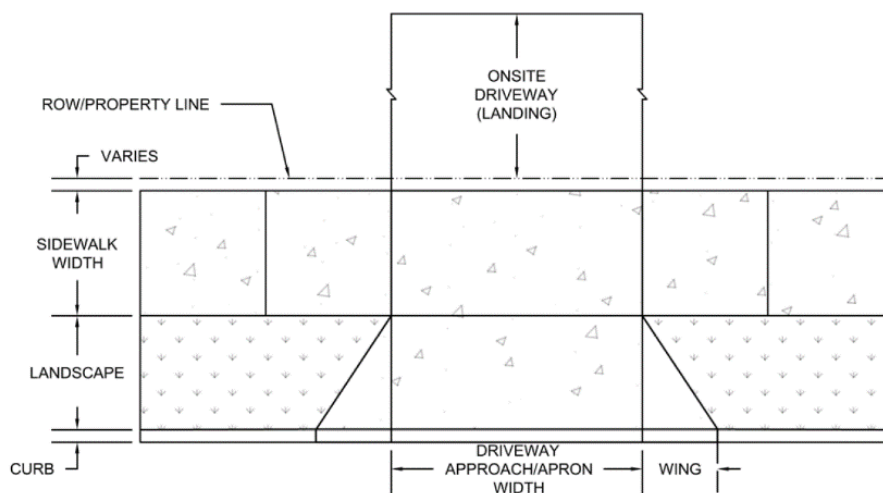 ONSITE
DRIVEWAY
(LANDING)
ROW/PROPERTY LINE
VARIES
SIDEWALK
WIDTH
LANDSCAPE
CURB
DRIVEWAY
APPROACH/APRON
WIDTH
WING